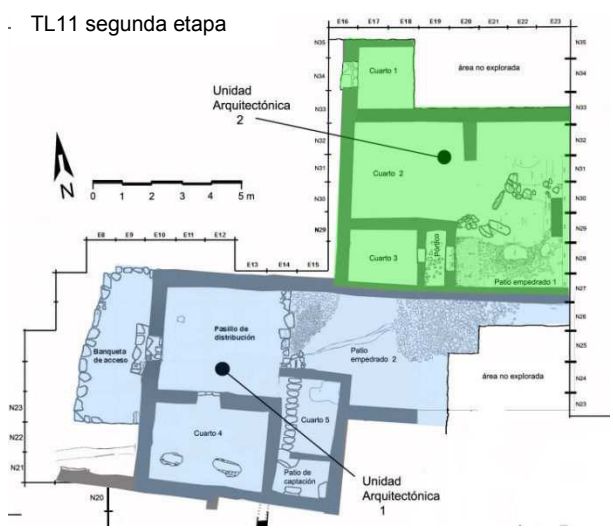 TL11 segunda etapa
E16 E17 E18 E19 E20 E21 E22 E23
N35
N34
N33
N32
N31
N30
N29
N35
N34
N33
N32
N31
N30
N29
N28
N27
N26
N25
N24
N23
Cuarto 1
área no explorada
Unidad
Arquitectónica
2
Cuarto 2
N
0 1 2 3 4 5 m
Cuarto 3
Pórtico
Patio empedrado 1
E8 E9 E10 E11 E12
E13 E14 E15
Pasillo de
distribución
Banqueta
de acceso
Patio
empedrado 2
área no explorada
N23
N22
N21
N20
Cuarto 4
Cuarto 5
Patio de
captación
Unidad
Arquitectónica
1